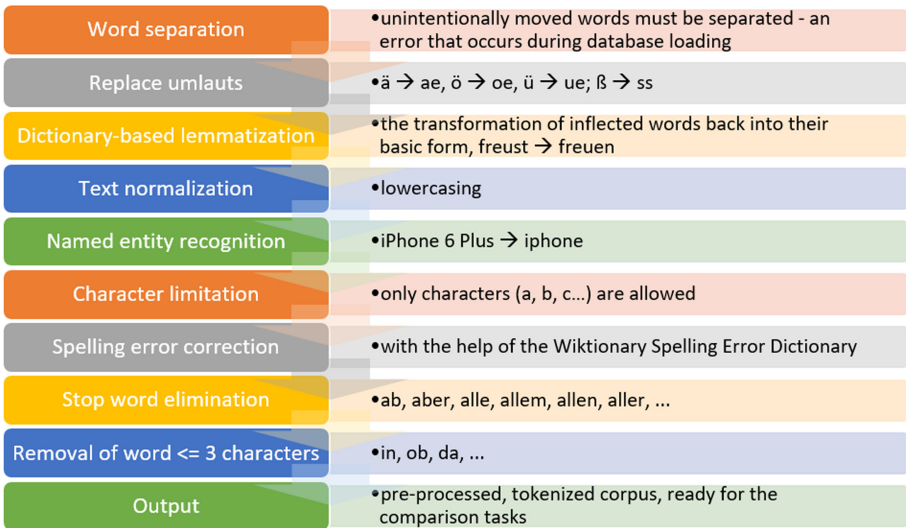 Word separation
•unintentionally moved words must be separated - an
error that occurs during database loading
Replace umlauts
•ä → ae, ö → oe, ü → ue; ß → ss
Dictionary-based lemmatization
•the transformation of inflected words back into their
basic form, freust → freuen
Text normalization
•lowercasing
Named entity recognition
•iPhone 6 Plus → iphone
Character limitation
•only characters (a, b, c...) are allowed
Spelling error correction
•with the help of the Wiktionary Spelling Error Dictionary
Stop word elimination
•ab, aber, alle, allem, allen, aller, ...
Removal of word <= 3 characters
•in, ob, da, ...
Output
•pre-processed, tokenized corpus, ready for the
comparison tasks